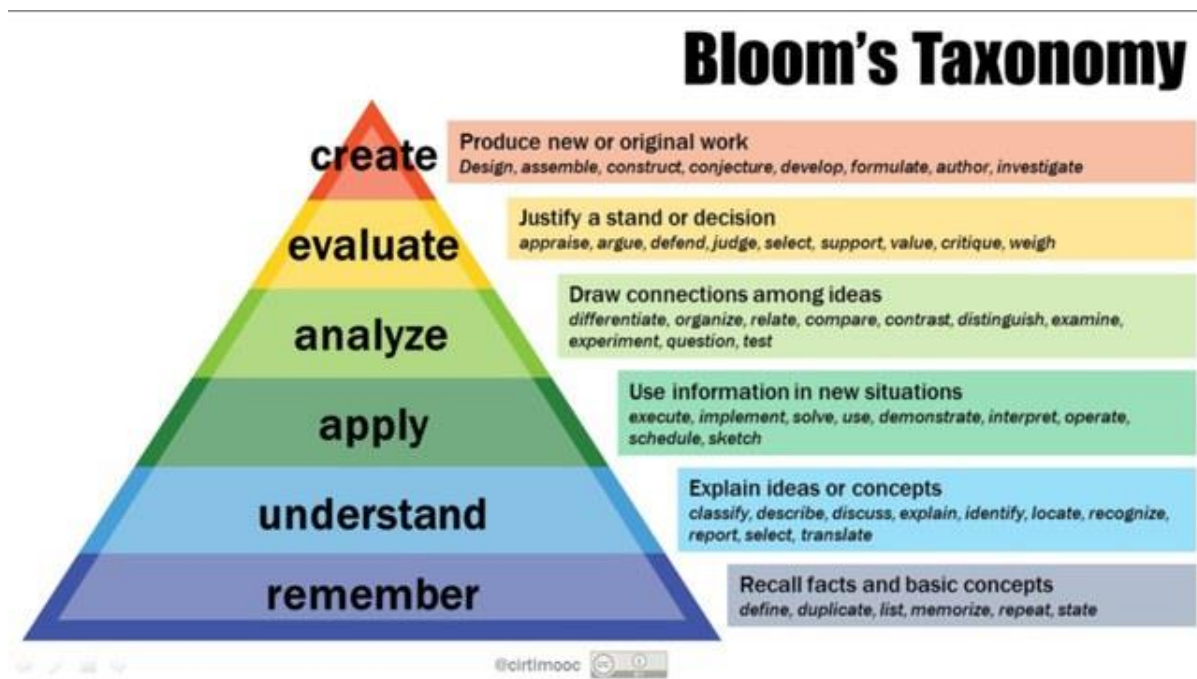 Bloom's Taxonomy
create
Produce new or original work
Design, assemble, construct, conjecture, develop, formulate, author, investigate
evaluate
Justify a stand or decision
appraise, argue, defend, judge, select, support, value, critique, weigh
analyze
Draw connections among ideas
differentiate, organize, relate, compare, contrast, distinguish, examine,
experiment, question, test
apply
Use information in new situations
execute, implement, solve, use, demonstrate, interpret, operate,
schedule, sketch
understand
Explain ideas or concepts
classify, describe, discuss, explain, identify, locate, recognize,
report, select, translate
remember
Recall facts and basic concepts
define, duplicate, list, memorize, repeat, state
@cirtlmooc